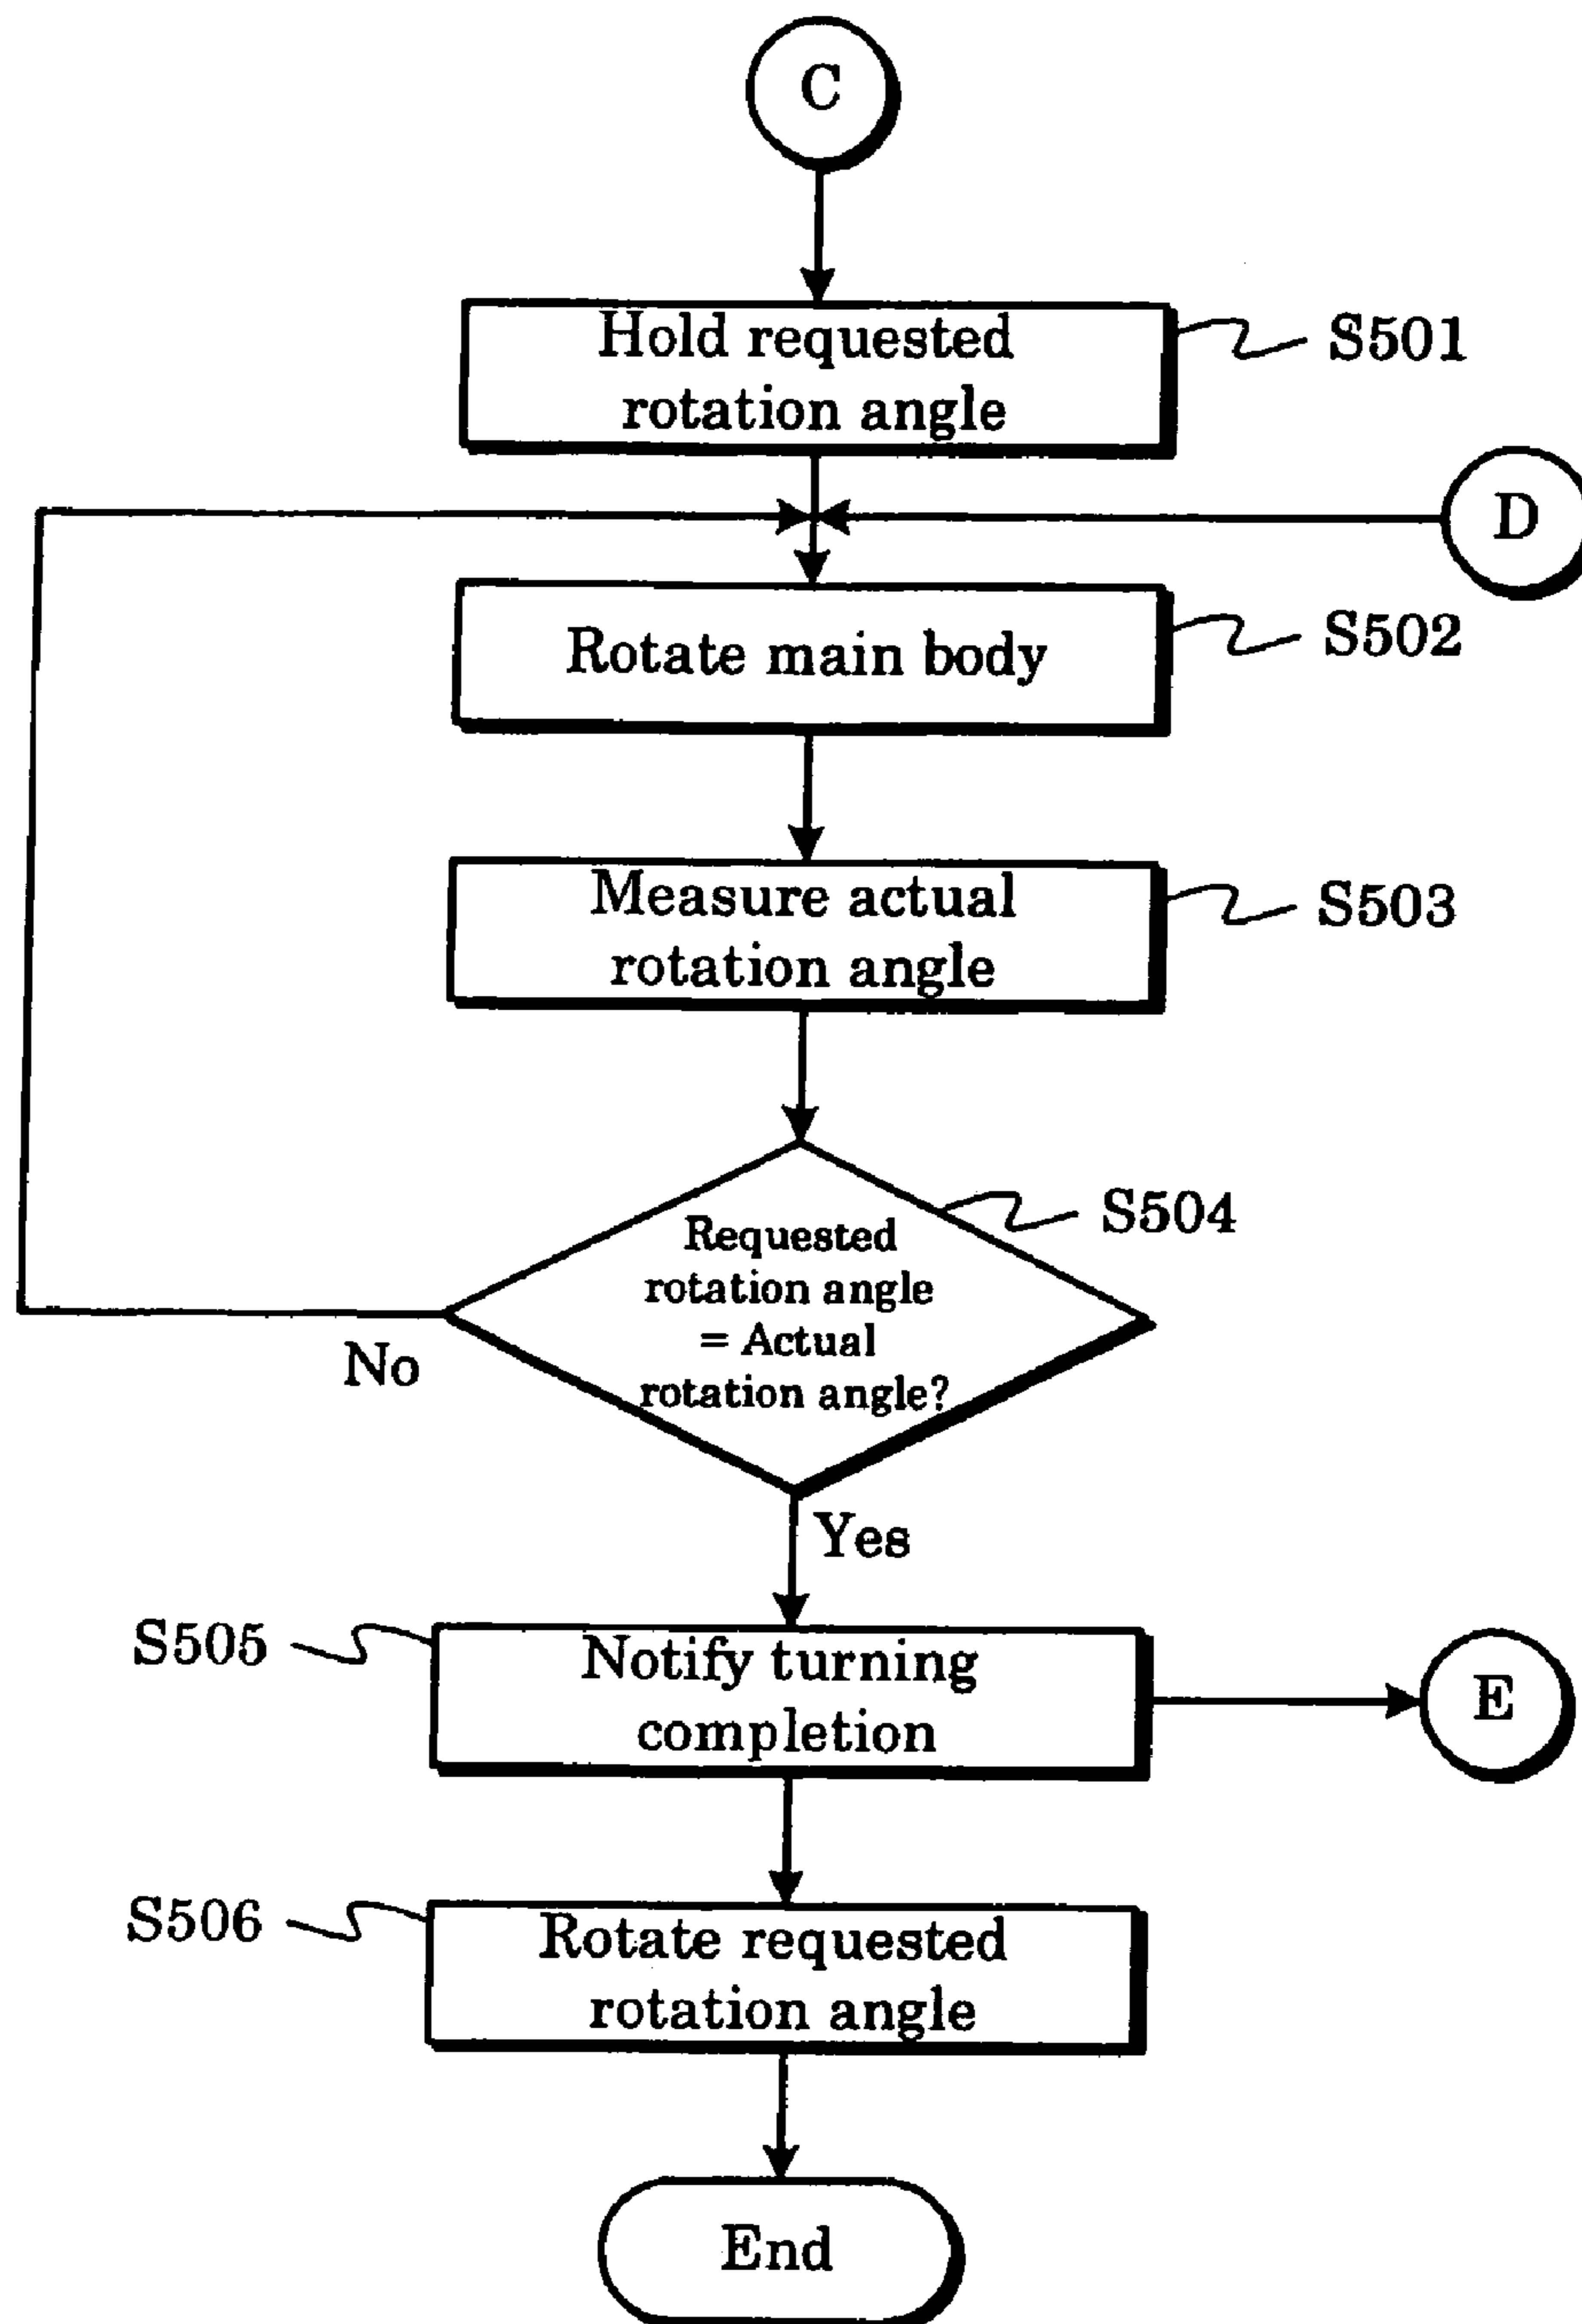 C
Hold requested
rotation angle
S501
D
Rotate main body
S502
Measure actual
rotation angle
S503
S504
Requested
rotation angle
= Actual
rotation angle?
No
Yes
S505
Notify turning
completion
E
S506
Rotate requested
rotation angle
End